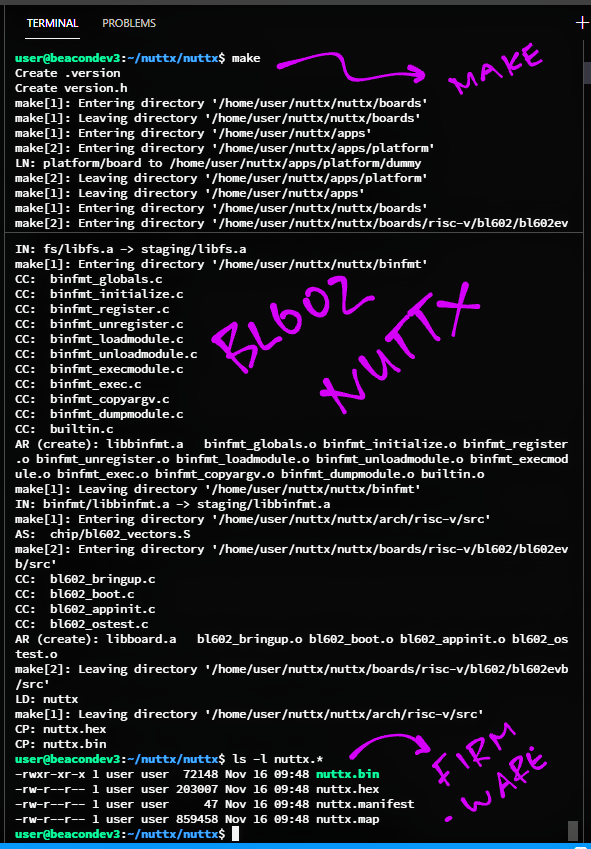 TERMINAL PROBLEMS
user@beacondev3:~/nuttx/nuttx$ make
MAKE
Create .version
Create version.h
make[1]: Entering directory '/home/user/nuttx/nuttx/boards'
make[1]: Leaving directory '/home/user/nuttx/nuttx/boards'
make[1]: Entering directory '/home/user/nuttx/apps'
make[2]: Entering directory '/home/user/nuttx/apps/platform'
LN: platform/board to /home/user/nuttx/apps/platform/dummy
make[2]: Leaving directory '/home/user/nuttx/apps/platform'
make[1]: Leaving directory '/home/user/nuttx/apps'
make[1]: Entering directory '/home/user/nuttx/nuttx/boards'
make[2]: Entering directory '/home/user/nuttx/nuttx/boards/risc-v/bl602/bl602ev
IN: fs/libfs.a -> staging/libfs.a
make[1]: Entering directory '/home/user/nuttx/nuttx/binfmt'
CC:  binfmt_globals.c
CC:  binfmt_initialize.c
CC:  binfmt_register.c
CC:  binfmt_unregister.c
CC:  binfmt_loadmodule.c
CC:  binfmt_unloadmodule.c
CC:  binfmt_execmodule.c
CC:  binfmt_exec.c
CC:  binfmt_copyargv.c
CC:  binfmt_dumpmodule.c
CC:  builtin.c
BL602
NUTTX
AR (create): libbinfmt.a   binfmt_globals.o binfmt_initialize.o binfmt_register
.o binfmt_unregister.o binfmt_loadmodule.o binfmt_unloadmodule.o binfmt_execmod
ule.o binfmt_exec.o binfmt_copyargv.o binfmt_dumpmodule.o builtin.o
make[1]: Leaving directory '/home/user/nuttx/nuttx/binfmt'
IN: binfmt/libbinfmt.a -> staging/libbinfmt.a
make[1]: Entering directory '/home/user/nuttx/nuttx/arch/risc-v/src'
AS:  chip/bl602_vectors.S
make[2]: Entering directory '/home/user/nuttx/nuttx/boards/risc-v/bl602/bl602ev
b/src'
CC:  bl602_bringup.c
CC:  bl602_boot.c
CC:  bl602_appinit.c
CC:  bl602_ostest.c
AR (create): libboard.a   bl602_bringup.o bl602_boot.o bl602_appinit.o bl602_os
test.o
make[2]: Leaving directory '/home/user/nuttx/nuttx/boards/risc-v/bl602/bl602evb
/src'
LD: nuttx
make[1]: Leaving directory '/home/user/nuttx/nuttx/arch/risc-v/src'
CP: nuttx.hex
CP: nuttx.bin
user@beacondev3:~/nuttx/nuttx$ ls -l nuttx.*
-rwxr-xr-x 1 user user  72148 Nov 16 09:48 nuttx.bin
-rw-r--r-- 1 user user 203007 Nov 16 09:48 nuttx.hex
-rw-r--r-- 1 user user     47 Nov 16 09:48 nuttx.manifest
-rw-r--r-- 1 user user 859458 Nov 16 09:48 nuttx.map
user@beacondev3:~/nuttx/nuttx$
FIRM
.WARE